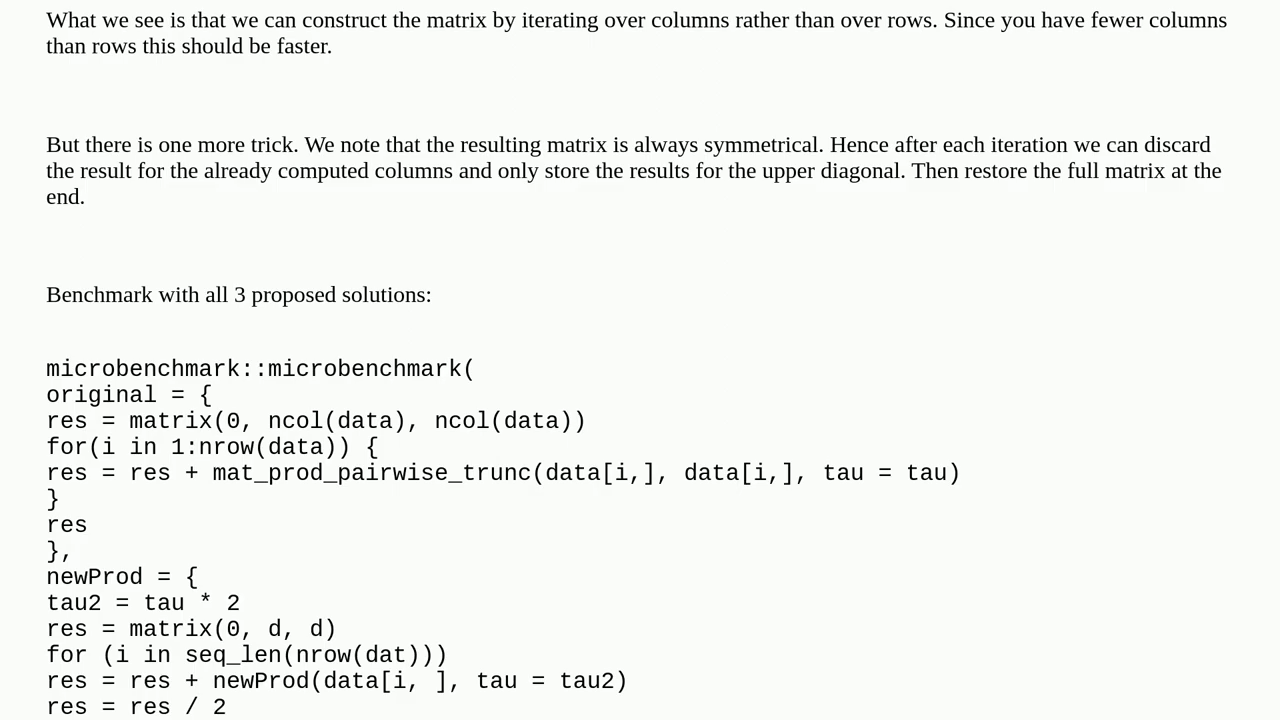 What we see is that we can construct the matrix by iterating over columns rather than over rows. Since you have fewer columns
than rows this should be faster.
But there is one more trick. We note that the resulting matrix is always symmetrical. Hence after each iteration we can discard
the result for the already computed columns and only store the results for the upper diagonal. Then restore the full matrix at the
end.
Benchmark with all 3 proposed solutions:
microbenchmark::microbenchmark(
original = {
res = matrix(0, ncol(data), ncol(data))
for(i in 1:nrow(data)) {
res = res + mat_prod_pairwise_trunc(data[i,], data[i,], tau = tau)
}
res
},
newProd = {
tau2 = tau * 2
res = matrix(0, d, d)
for (i in seq_len(nrow(dat)))
res = res + newProd(data[i, ], tau = tau2)
res = res / 2